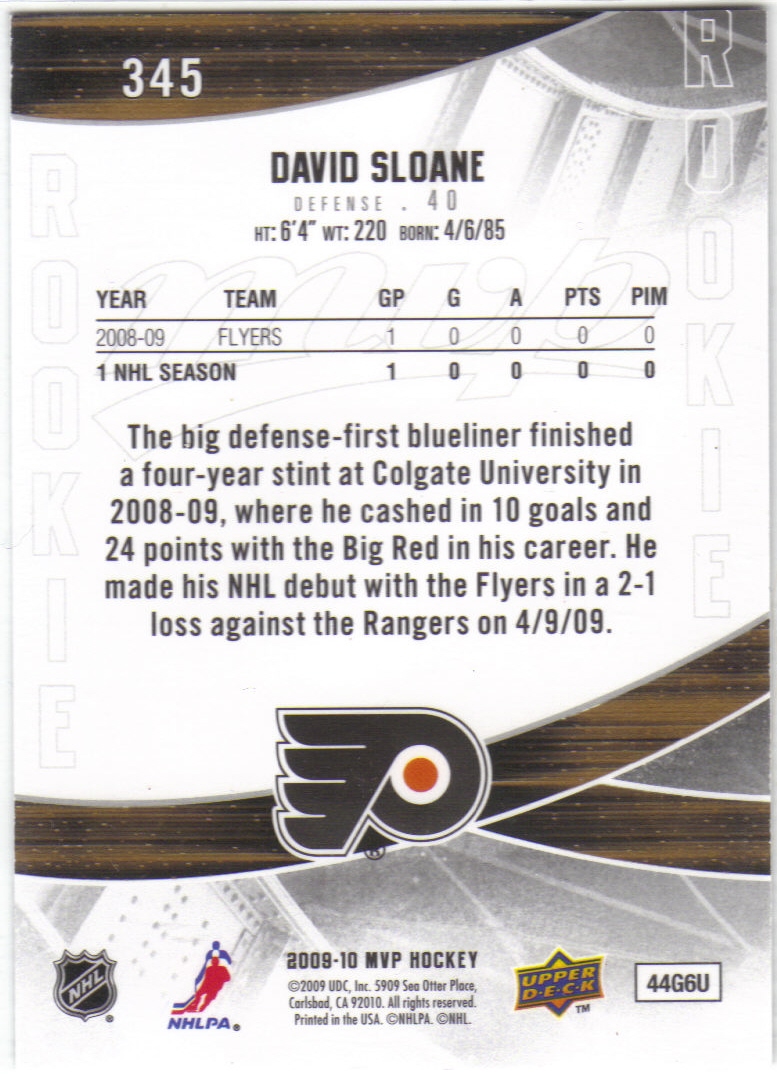 345
ROOKIE
ROOKIE
DAVID SLOANE
DEFENSE . 40
HT: 6'4" WT: 220 BORN: 4/6/85
mvp
YEAR TEAM GP G A PTS PIM
2008-09 FLYERS 1 0 0 0 0
1 NHL SEASON 1 0 0 0 0
The big defense-first blueliner finished
a four-year stint at Colgate University in
2008-09, where he cashed in 10 goals and
24 points with the Big Red in his career. He
made his NHL debut with the Flyers in a 2-1
loss against the Rangers on 4/9/09.
®
NHL ®
NHLPA®
2009-10 MVP HOCKEY
©2009 UDC, Inc. 5909 Sea Otter Place,
Carlsbad, CA 92010. All rights reserved.
Printed in the USA. ©NHLPA. ©NHL.
UPPER
D·E·C·K
TM
44G6U